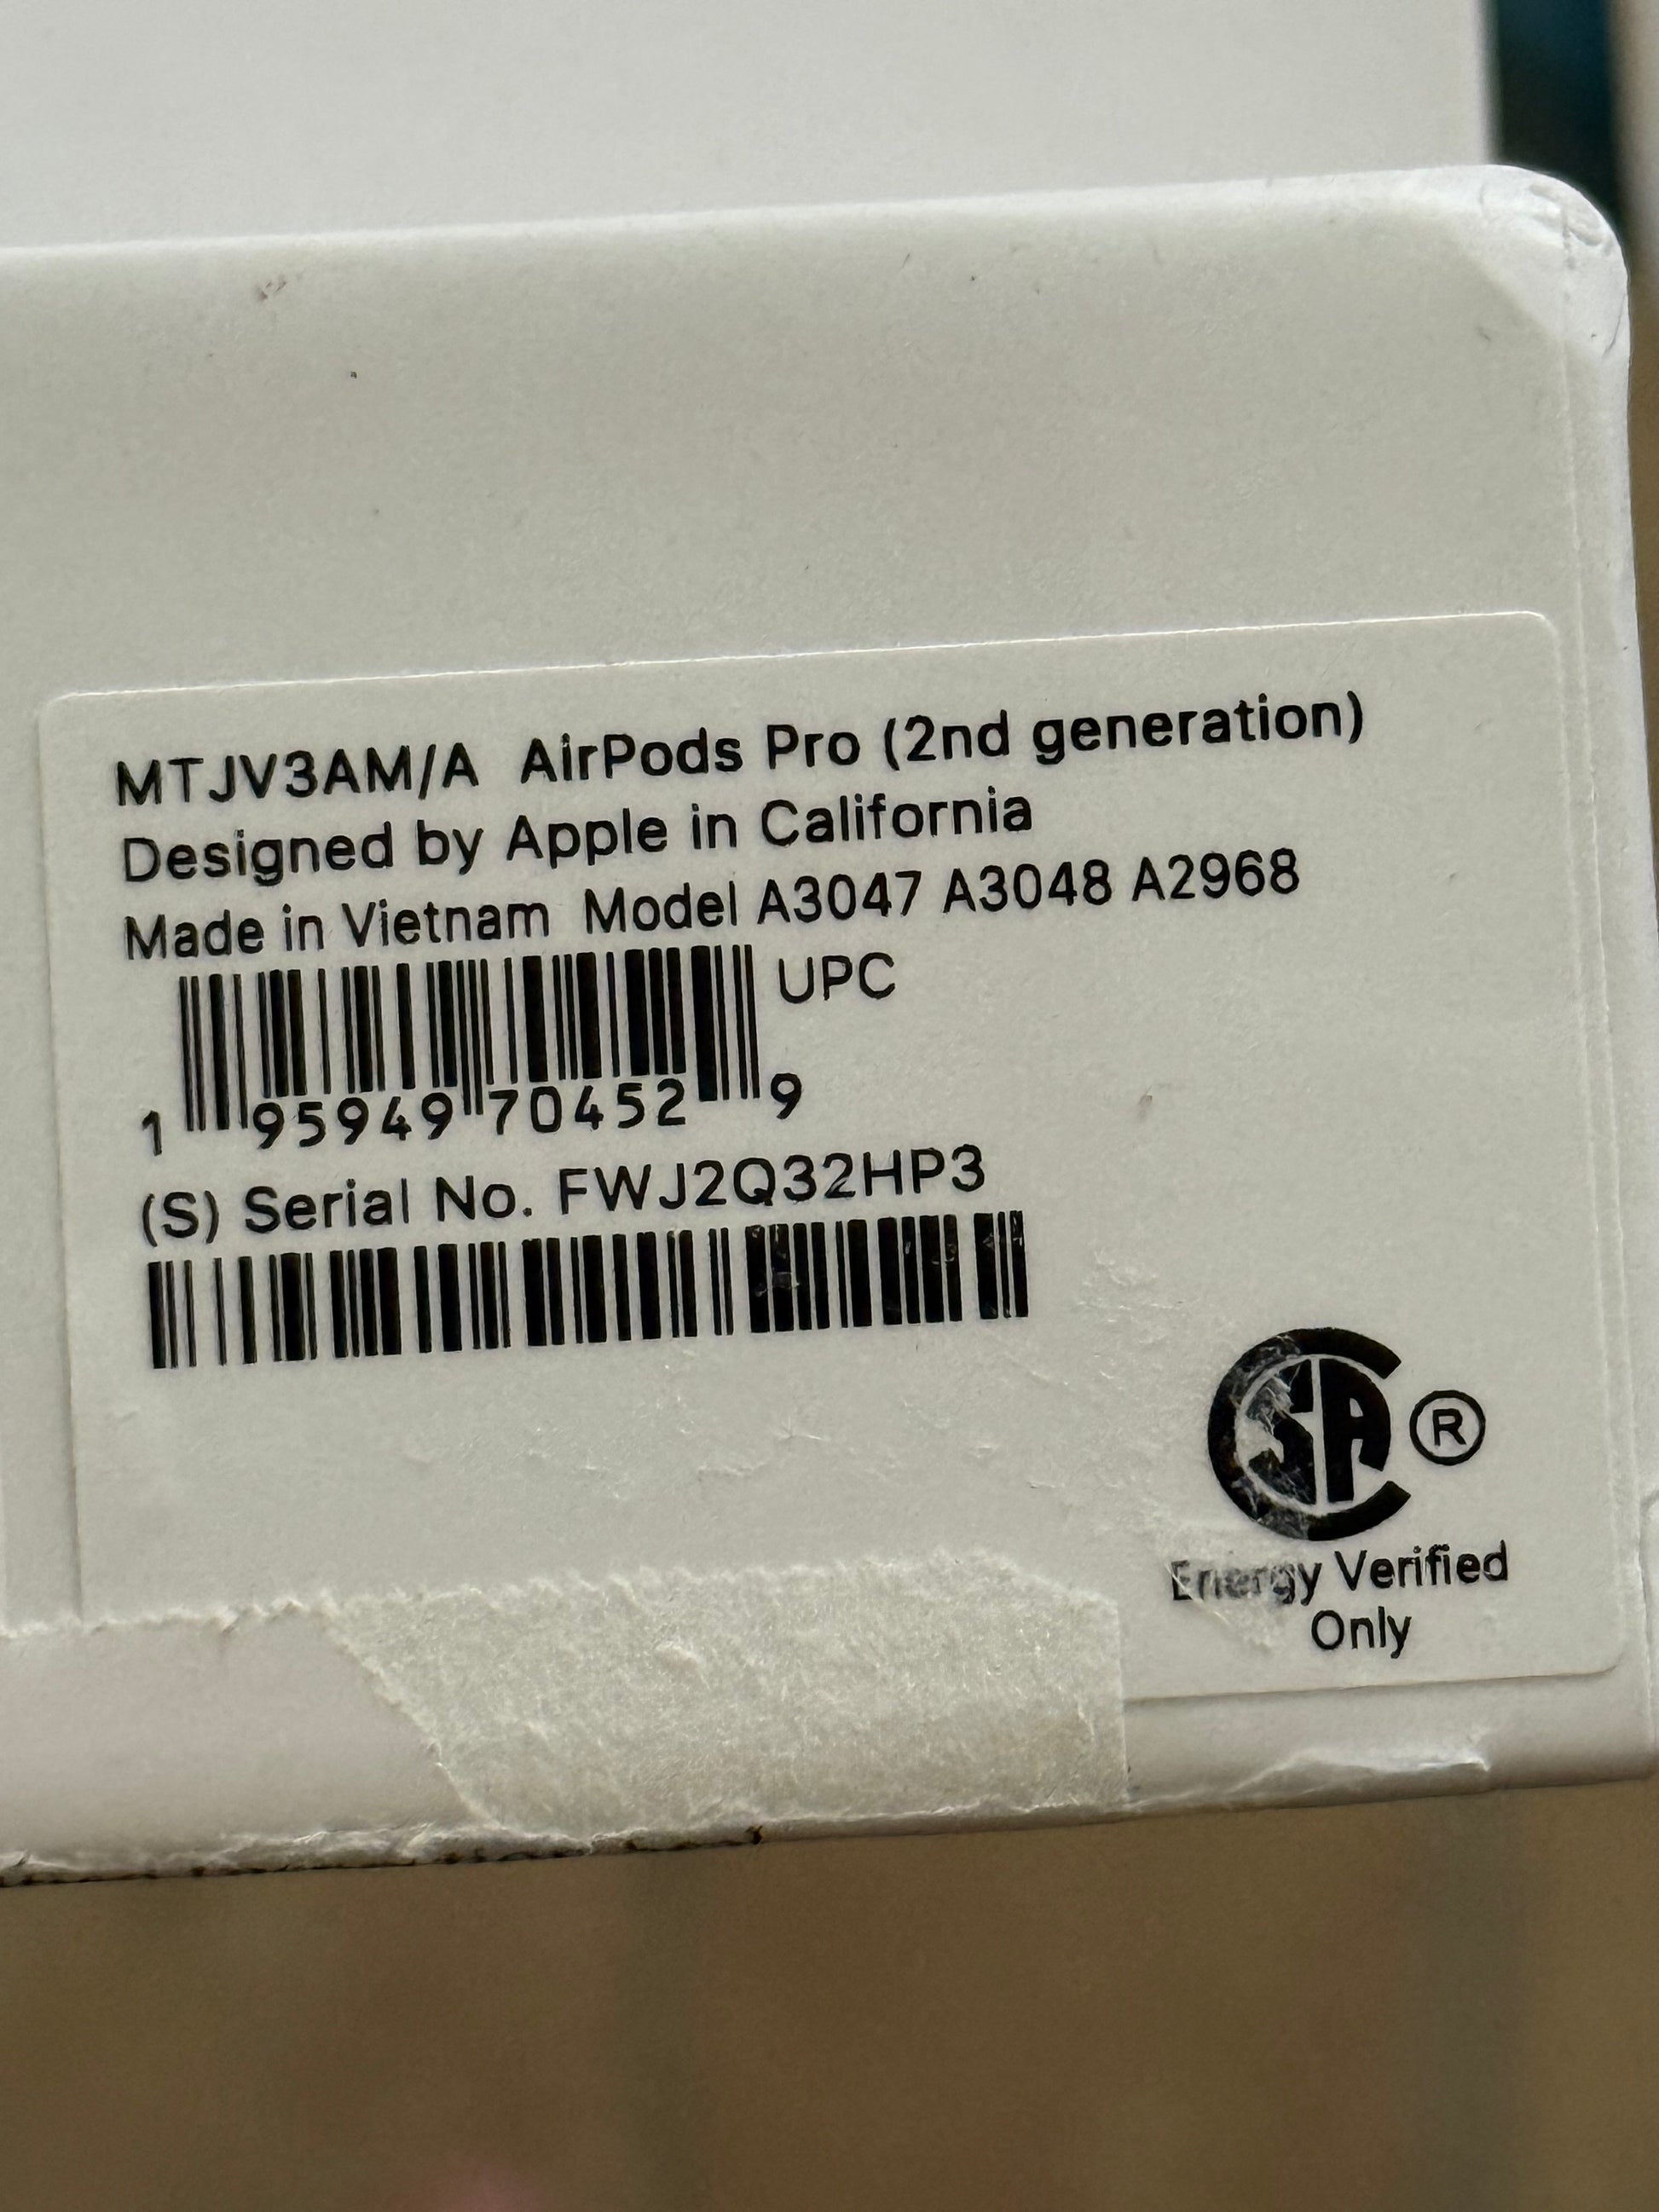 MTJV3AM/A AirPods Pro (2nd generation)
Designed by Apple in California
Made in Vietnam Model A3047 A3048 A2968
UPC
1 95949 70452 9
(S) Serial No. FWJ2Q32HP3
CSA ®
Energy Verified
Only